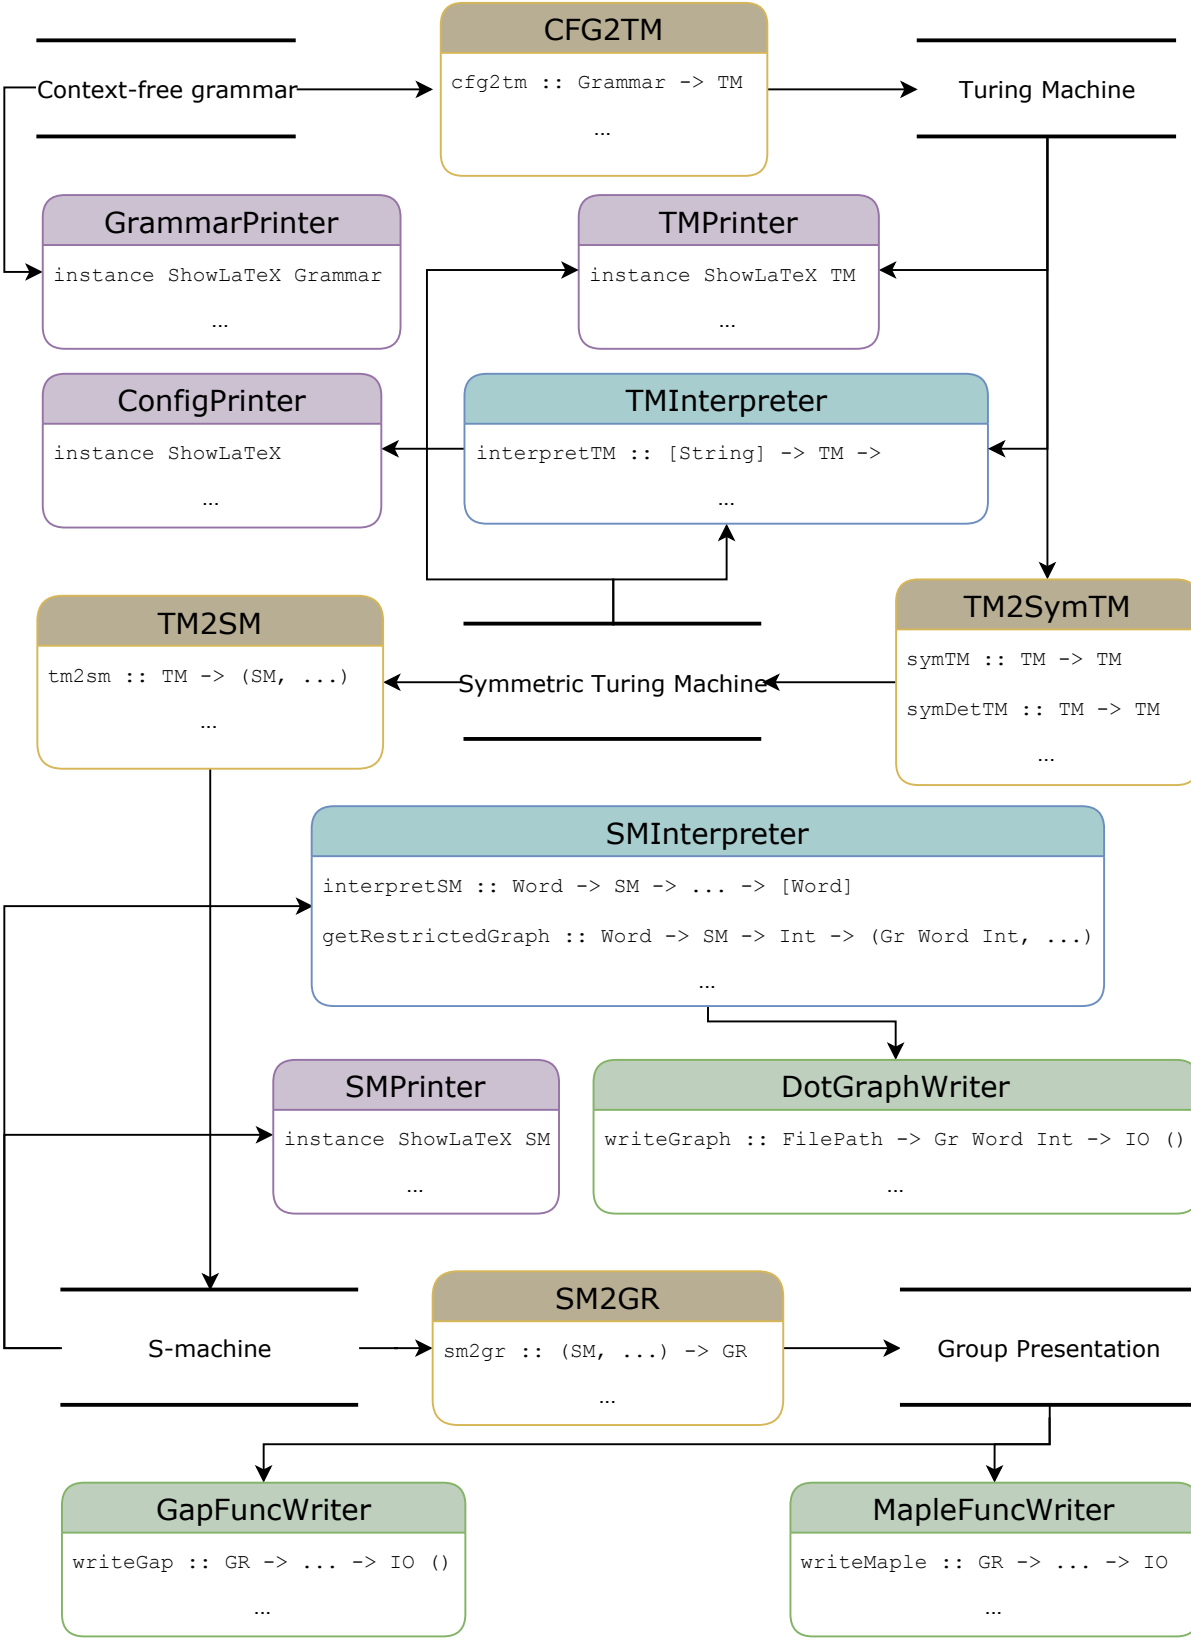 CFG2TM
Context-free grammar
cfg2tm :: Grammar -> TM
...
Turing Machine
GrammarPrinter
instance ShowLaTeX Grammar
...
TMPrinter
instance ShowLaTeX TM
...
ConfigPrinter
instance ShowLaTeX
...
TMInterpreter
interpretTM :: [String] -> TM ->
...
TM2SM
tm2sm :: TM -> (SM, ...)
...
Symmetric Turing Machine
TM2SymTM
symTM :: TM -> TM
symDetTM :: TM -> TM
...
SMInterpreter
interpretSM :: Word -> SM -> ... -> [Word]
getRestrictedGraph :: Word -> SM -> Int -> (Gr Word Int, ...)
...
SMPrinter
instance ShowLaTeX SM
...
DotGraphWriter
writeGraph :: FilePath -> Gr Word Int -> IO ()
...
S-machine
SM2GR
sm2gr :: (SM, ...) -> GR
...
Group Presentation
GapFuncWriter
writeGap :: GR -> ... -> IO ()
...
MapleFuncWriter
writeMaple :: GR -> ... -> IO
...